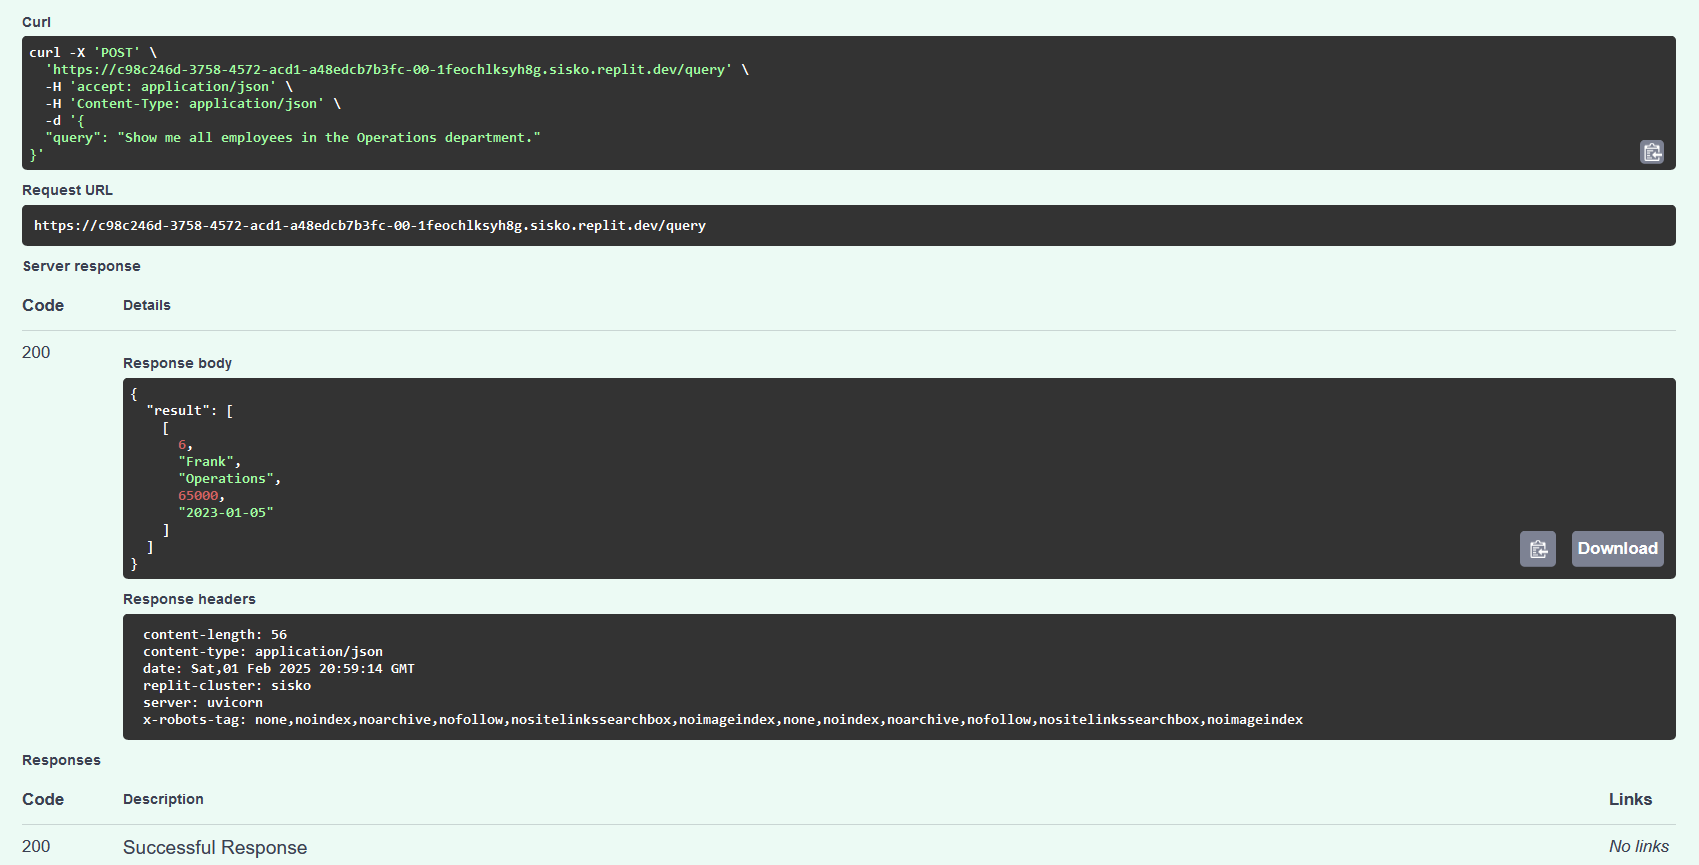 Curl
curl -X 'POST' \
  'https://c98c246d-3758-4572-acd1-a48edcb7b3fc-00-1feochlksyh8g.sisko.replit.dev/query' \
  -H 'accept: application/json' \
  -H 'Content-Type: application/json' \
  -d '{
  "query": "Show me all employees in the Operations department."
}'
Request URL
https://c98c246d-3758-4572-acd1-a48edcb7b3fc-00-1feochlksyh8g.sisko.replit.dev/query
Server response
Code Details
200
Response body
{
  "result": [
    [
      6,
      "Frank",
      "Operations",
      65000,
      "2023-01-05"
    ]
  ]
}
Download
Response headers
content-length: 56
content-type: application/json
date: Sat,01 Feb 2025 20:59:14 GMT
replit-cluster: sisko
server: uvicorn
x-robots-tag: none,noindex,noarchive,nofollow,nositelinkssearchbox,noimageindex,none,noindex,noarchive,nofollow,nositelinkssearchbox,noimageindex
Responses
Code Description Links
200 Successful Response No links